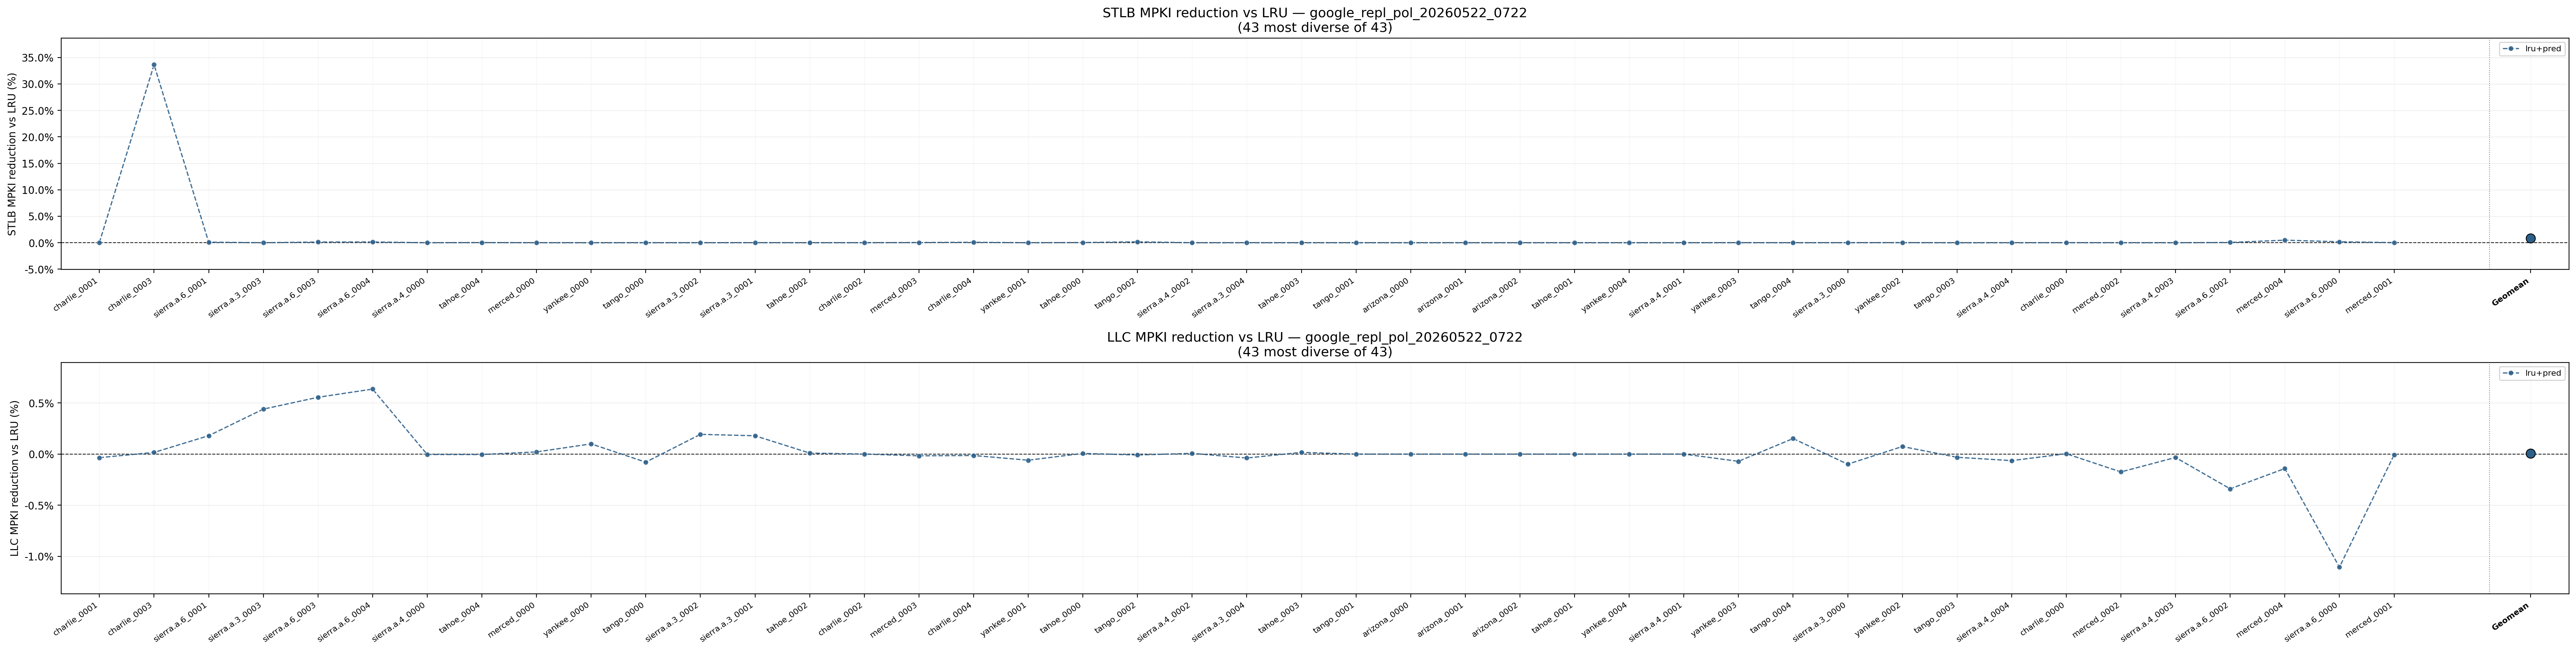 STLB MPKI reduction vs LRU — google_repl_pol_20260522_0722
(43 most diverse of 43)
STLB MPKI reduction vs LRU (%)
35.0%
30.0%
25.0%
20.0%
15.0%
10.0%
5.0%
0.0%
-5.0%
lru+pred
charlie_0001
charlie_0003
sierra.a.6_0001
sierra.a.3_0003
sierra.a.6_0003
sierra.a.6_0004
sierra.a.4_0000
tahoe_0004
merced_0000
yankee_0000
tango_0000
sierra.a.3_0002
sierra.a.3_0001
tahoe_0002
charlie_0002
merced_0003
charlie_0004
yankee_0001
tahoe_0000
tango_0002
sierra.a.4_0002
sierra.a.3_0004
tahoe_0003
tango_0001
arizona_0000
arizona_0001
arizona_0002
tahoe_0001
yankee_0004
sierra.a.4_0001
yankee_0003
tango_0004
sierra.a.3_0000
yankee_0002
tango_0003
sierra.a.4_0004
charlie_0000
merced_0002
sierra.a.4_0003
sierra.a.6_0002
merced_0004
sierra.a.6_0000
merced_0001
Geomean
LLC MPKI reduction vs LRU — google_repl_pol_20260522_0722
(43 most diverse of 43)
LLC MPKI reduction vs LRU (%)
0.5%
0.0%
-0.5%
-1.0%
lru+pred
charlie_0001
charlie_0003
sierra.a.6_0001
sierra.a.3_0003
sierra.a.6_0003
sierra.a.6_0004
sierra.a.4_0000
tahoe_0004
merced_0000
yankee_0000
tango_0000
sierra.a.3_0002
sierra.a.3_0001
tahoe_0002
charlie_0002
merced_0003
charlie_0004
yankee_0001
tahoe_0000
tango_0002
sierra.a.4_0002
sierra.a.3_0004
tahoe_0003
tango_0001
arizona_0000
arizona_0001
arizona_0002
tahoe_0001
yankee_0004
sierra.a.4_0001
yankee_0003
tango_0004
sierra.a.3_0000
yankee_0002
tango_0003
sierra.a.4_0004
charlie_0000
merced_0002
sierra.a.4_0003
sierra.a.6_0002
merced_0004
sierra.a.6_0000
merced_0001
Geomean